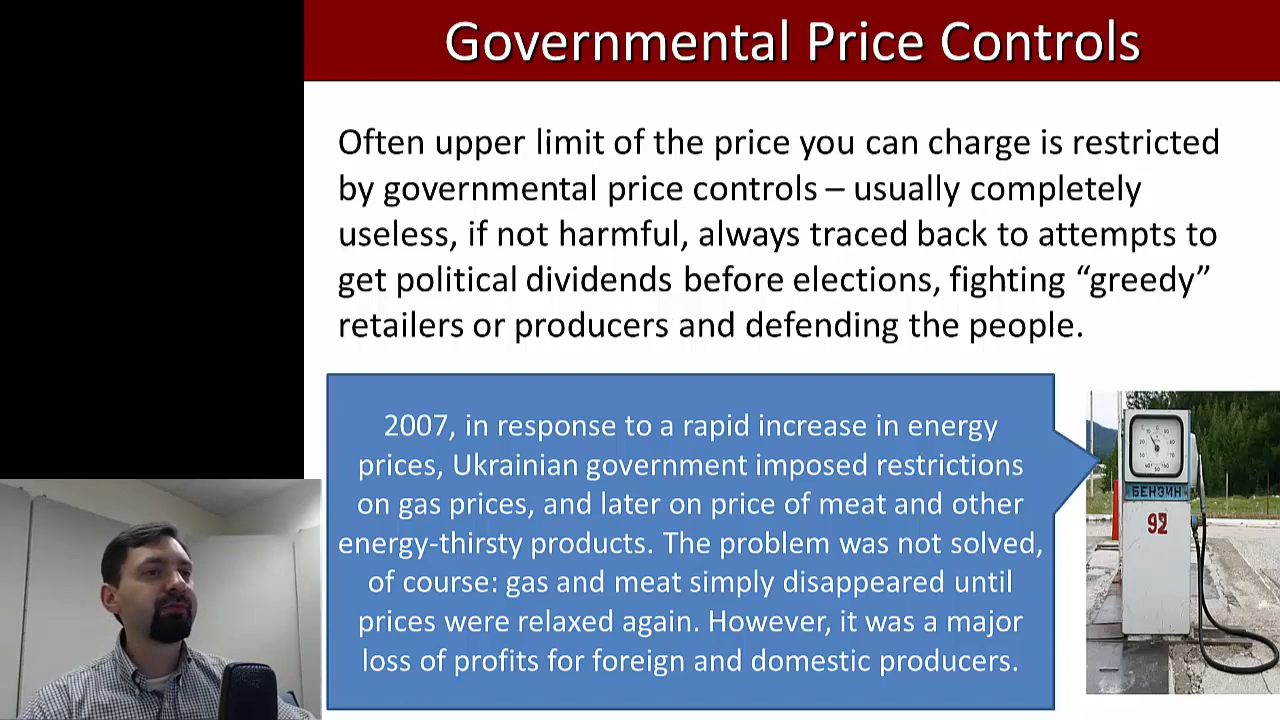 Governmental Price Controls
Often upper limit of the price you can charge is restricted
by governmental price controls – usually completely
useless, if not harmful, always traced back to attempts to
get political dividends before elections, fighting “greedy”
retailers or producers and defending the people.
2007, in response to a rapid increase in energy
prices, Ukrainian government imposed restrictions
on gas prices, and later on price of meat and other
energy-thirsty products. The problem was not solved,
of course: gas and meat simply disappeared until
prices were relaxed again. However, it was a major
loss of profits for foreign and domestic producers.
БЕНЗИН
92